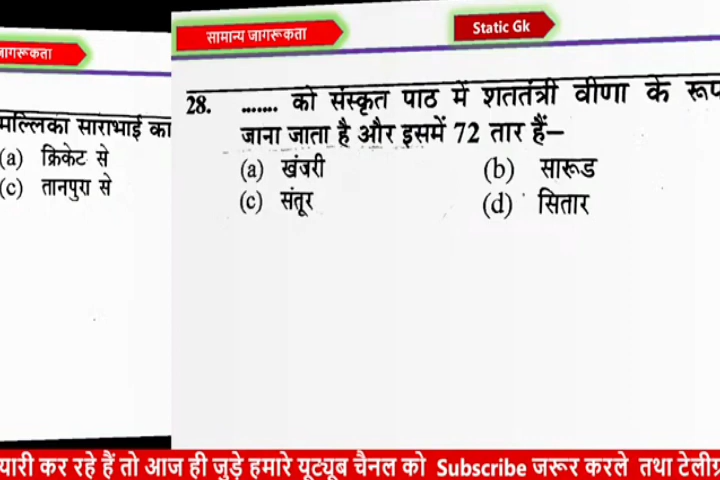 जागरूकता
सामान्य जागरूकता
Static Gk
मल्लिका साराभाई का
(a) क्रिकेट से
(c) तानपुरा से
28. ....... को संस्कृत पाठ में शततंत्री वीणा के रूप
जाना जाता है और इसमें 72 तार हैं–
(a) खंजरी (b) सारूड
(c) संतूर (d) सितार
यारी कर रहे हैं तो आज ही जुड़े हमारे यूट्यूब चैनल को Subscribe जरूर करले तथा टेलीग्र